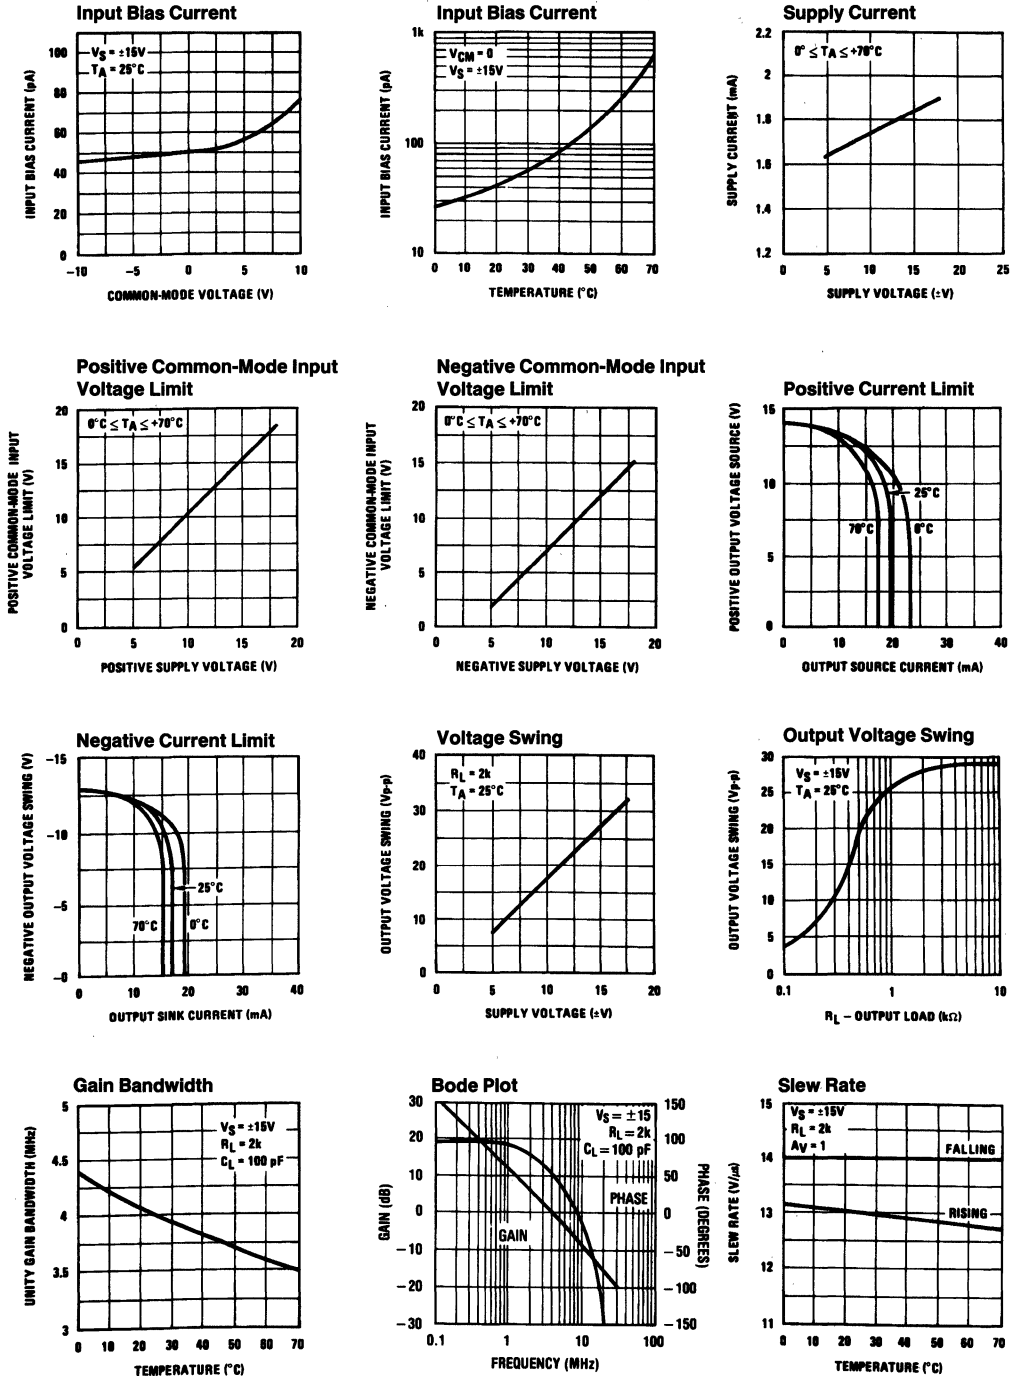 Input Bias Current
VS = ±15V
TA = 25°C
INPUT BIAS CURRENT (pA)
100
80
60
40
20
0
-10 -5 0 5 10
COMMON-MODE VOLTAGE (V)
Input Bias Current
VCM = 0
VS = ±15V
INPUT BIAS CURRENT (pA)
1k
100
10
0 10 20 30 40 50 60 70
TEMPERATURE (°C)
Supply Current
0° ≤ TA ≤ +70°C
SUPPLY CURRENT (mA)
2.2
2
1.8
1.6
1.4
1.2
0 5 10 15 20 25
SUPPLY VOLTAGE (±V)
Positive Common-Mode Input
Voltage Limit
0°C ≤ TA ≤ +70°C
POSITIVE COMMON-MODE INPUT
VOLTAGE LIMIT (V)
20
15
10
5
0
0 5 10 15 20
POSITIVE SUPPLY VOLTAGE (V)
Negative Common-Mode Input
Voltage Limit
0°C ≤ TA ≤ +70°C
NEGATIVE COMMON-MODE INPUT
VOLTAGE LIMIT (V)
20
15
10
5
0
0 5 10 15 20
NEGATIVE SUPPLY VOLTAGE (V)
Positive Current Limit
POSITIVE OUTPUT VOLTAGE SOURCE (V)
15
10
5
0
25°C
70°C 0°C
0 10 20 30 40
OUTPUT SOURCE CURRENT (mA)
Negative Current Limit
NEGATIVE OUTPUT VOLTAGE SWING (V)
-15
-10
-5
-0
25°C
70°C 0°C
0 10 20 30 40
OUTPUT SINK CURRENT (mA)
Voltage Swing
RL = 2k
TA = 25°C
OUTPUT VOLTAGE SWING (Vp-p)
40
30
20
10
0
0 5 10 15 20
SUPPLY VOLTAGE (±V)
Output Voltage Swing
VS = ±15V
TA = 25°C
OUTPUT VOLTAGE SWING (Vp-p)
30
25
20
15
10
5
0
0.1 1 10
RL – OUTPUT LOAD (kΩ)
Gain Bandwidth
VS = ±15V
RL = 2k
CL = 100 pF
UNITY GAIN BANDWIDTH (MHz)
5
4.5
4
3.5
3
0 10 20 30 40 50 60 70
TEMPERATURE (°C)
Bode Plot
VS = ±15
RL = 2k
CL = 100 pF
GAIN (dB)
30
20
10
0
-10
-20
-30
PHASE
GAIN
150
100
50
0
-50
-100
-150
PHASE (DEGREES)
0.1 1 10 100
FREQUENCY (MHz)
Slew Rate
VS = ±15V
RL = 2k
AV = 1
FALLING
RISING
SLEW RATE (V/µs)
15
14
13
12
11
0 10 20 30 40 50 60 70
TEMPERATURE (°C)